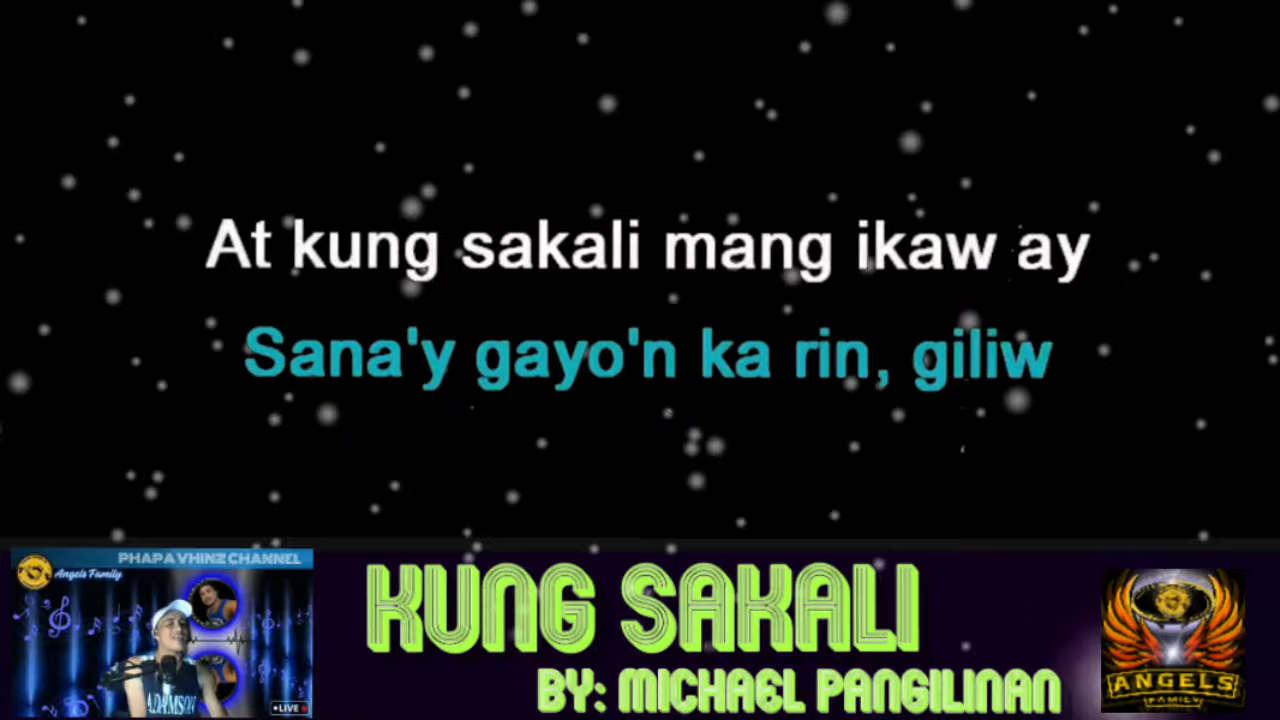 At kung sakali mang ikaw ay
Sana'y gayo'n ka rin, giliw
PHAPA VHINZ CHANNEL
Angels Family
ADAMSON
LIVE
KUNG SAKALI
BY: MICHAEL PANGILINAN
ANGELS
FAMILY